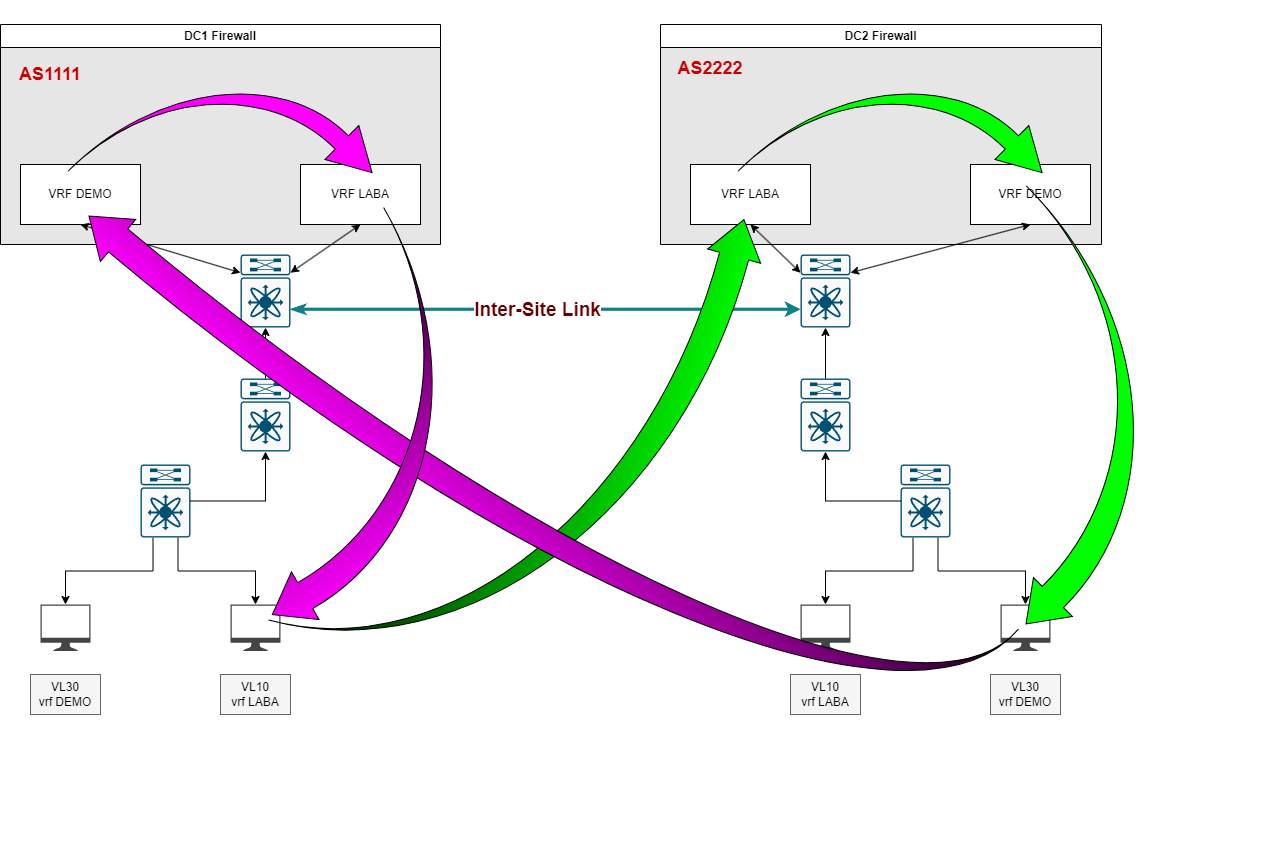 DC1 Firewall
DC2 Firewall
AS1111
AS2222
VRF DEMO
VRF LABA
VRF LABA
VRF DEMO
Inter-Site Link
VL30
vrf DEMO
VL10
vrf LABA
VL10
vrf LABA
VL30
vrf DEMO